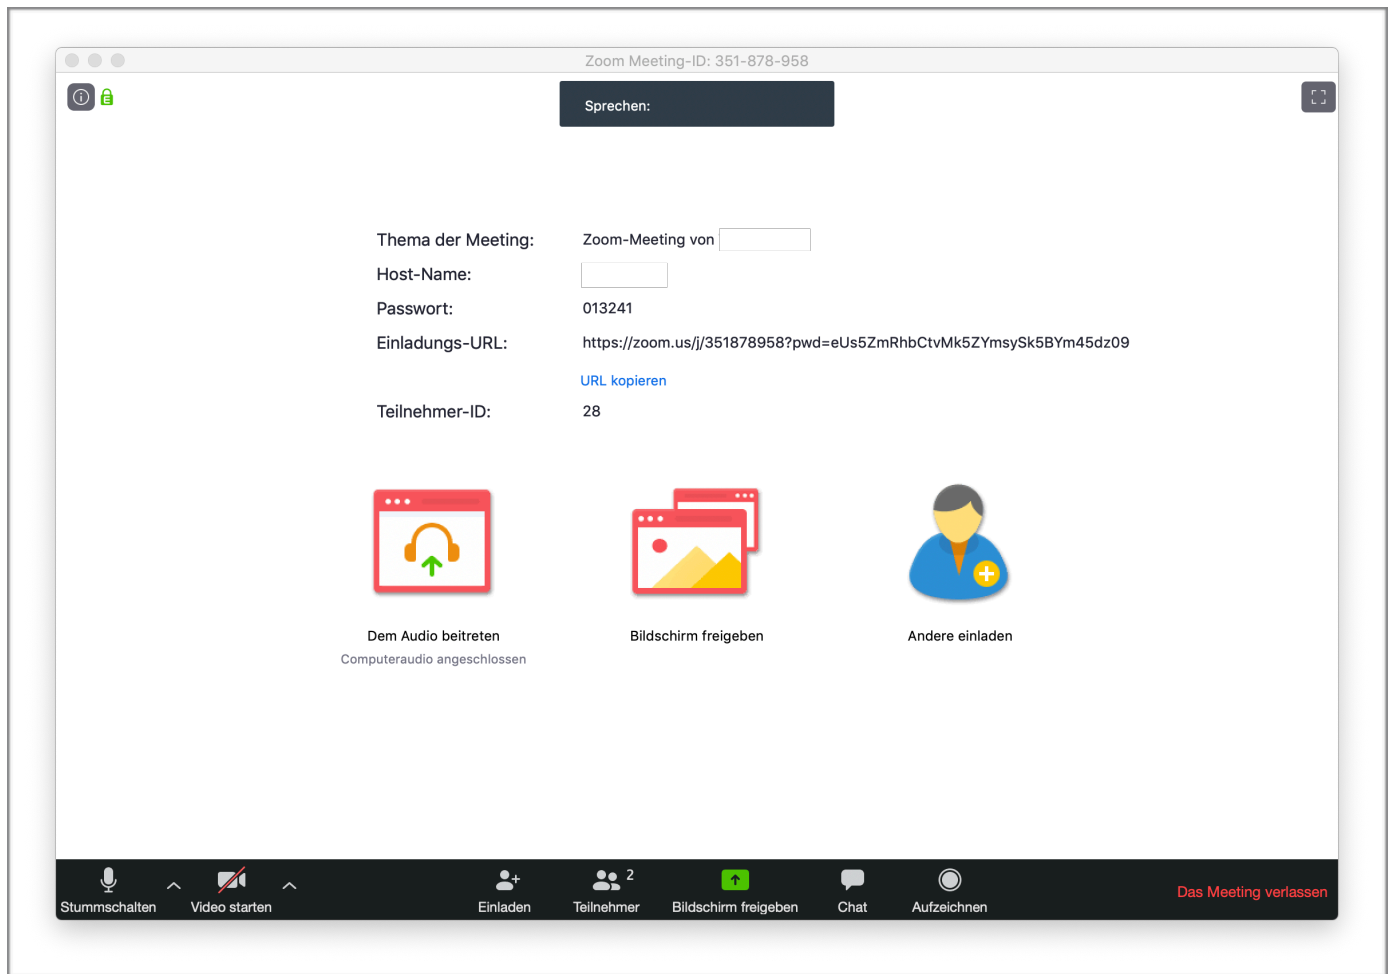 Zoom Meeting-ID: 351-878-958
Sprechen:
Thema der Meeting: Zoom-Meeting von
Host-Name:
Passwort: 013241
Einladungs-URL: https://zoom.us/j/351878958?pwd=eUs5ZmRhbCtvMk5ZYmsySk5BYm45dz09
URL kopieren
Teilnehmer-ID: 28
Dem Audio beitreten Bildschirm freigeben Andere einladen
Computeraudio angeschlossen
2
Stummschalten Video starten Einladen Teilnehmer Bildschirm freigeben Chat Aufzeichnen Das Meeting verlassen